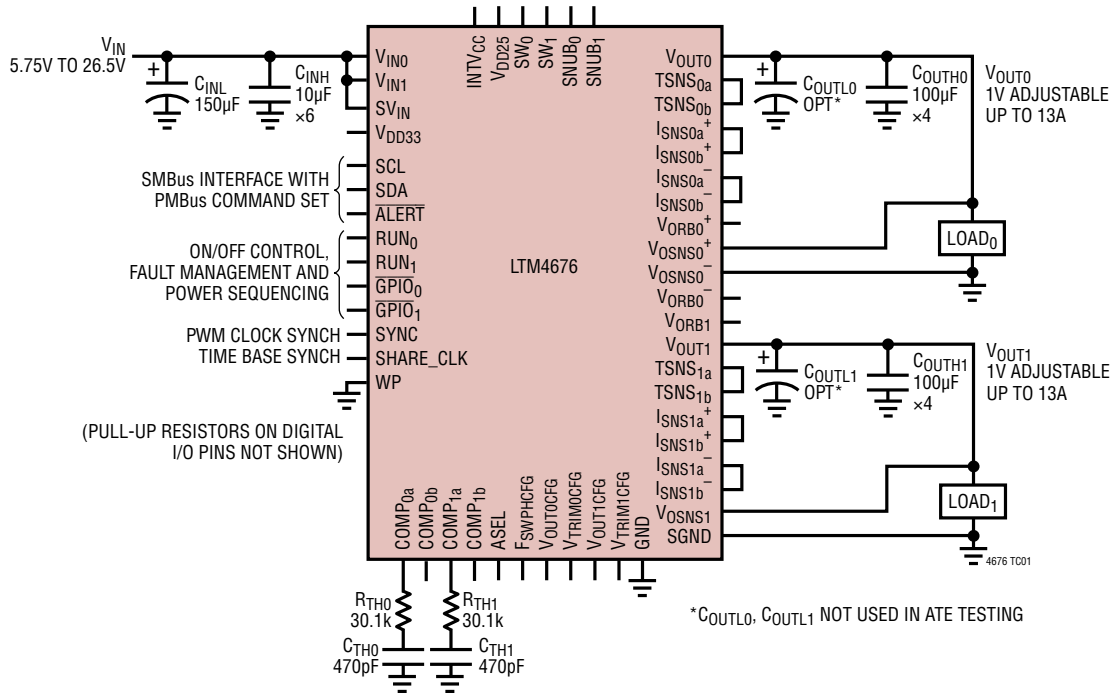 INTVCC
VDD25
SW0
SW1
SNUB0
SNUB1
VIN
5.75V TO 26.5V
+
CINL
150µF
CINH
10µF
×6
VIN0
VIN1
SVIN
VDD33
SMBus INTERFACE WITH
PMBus COMMAND SET
SCL
SDA
ALERT
ON/OFF CONTROL,
FAULT MANAGEMENT AND
POWER SEQUENCING
RUN0
RUN1
GPIO0
GPIO1
PWM CLOCK SYNCH
SYNC
TIME BASE SYNCH
SHARE_CLK
WP
(PULL-UP RESISTORS ON DIGITAL
I/O PINS NOT SHOWN)
LTM4676
VOUT0
TSNS0a
TSNS0b
ISNS0a+
ISNS0b+
ISNS0a–
ISNS0b–
VORB0+
VOSNS0+
VOSNS0–
VORB0–
VORB1
VOUT1
TSNS1a
TSNS1b
ISNS1a+
ISNS1b+
ISNS1a–
ISNS1b–
VOSNS1
SGND
+
COUTL0
OPT*
COUTH0
100µF
×4
VOUT0
1V ADJUSTABLE
UP TO 13A
LOAD0
+
COUTL1
OPT*
COUTH1
100µF
×4
VOUT1
1V ADJUSTABLE
UP TO 13A
LOAD1
4676 TC01
COMP0a
COMP0b
COMP1a
COMP1b
ASEL
FSWPHCFG
VOUT0CFG
VTRIM0CFG
VOUT1CFG
VTRIM1CFG
GND
RTH0
30.1k
RTH1
30.1k
CTH0
470pF
CTH1
470pF
*COUTL0, COUTL1 NOT USED IN ATE TESTING